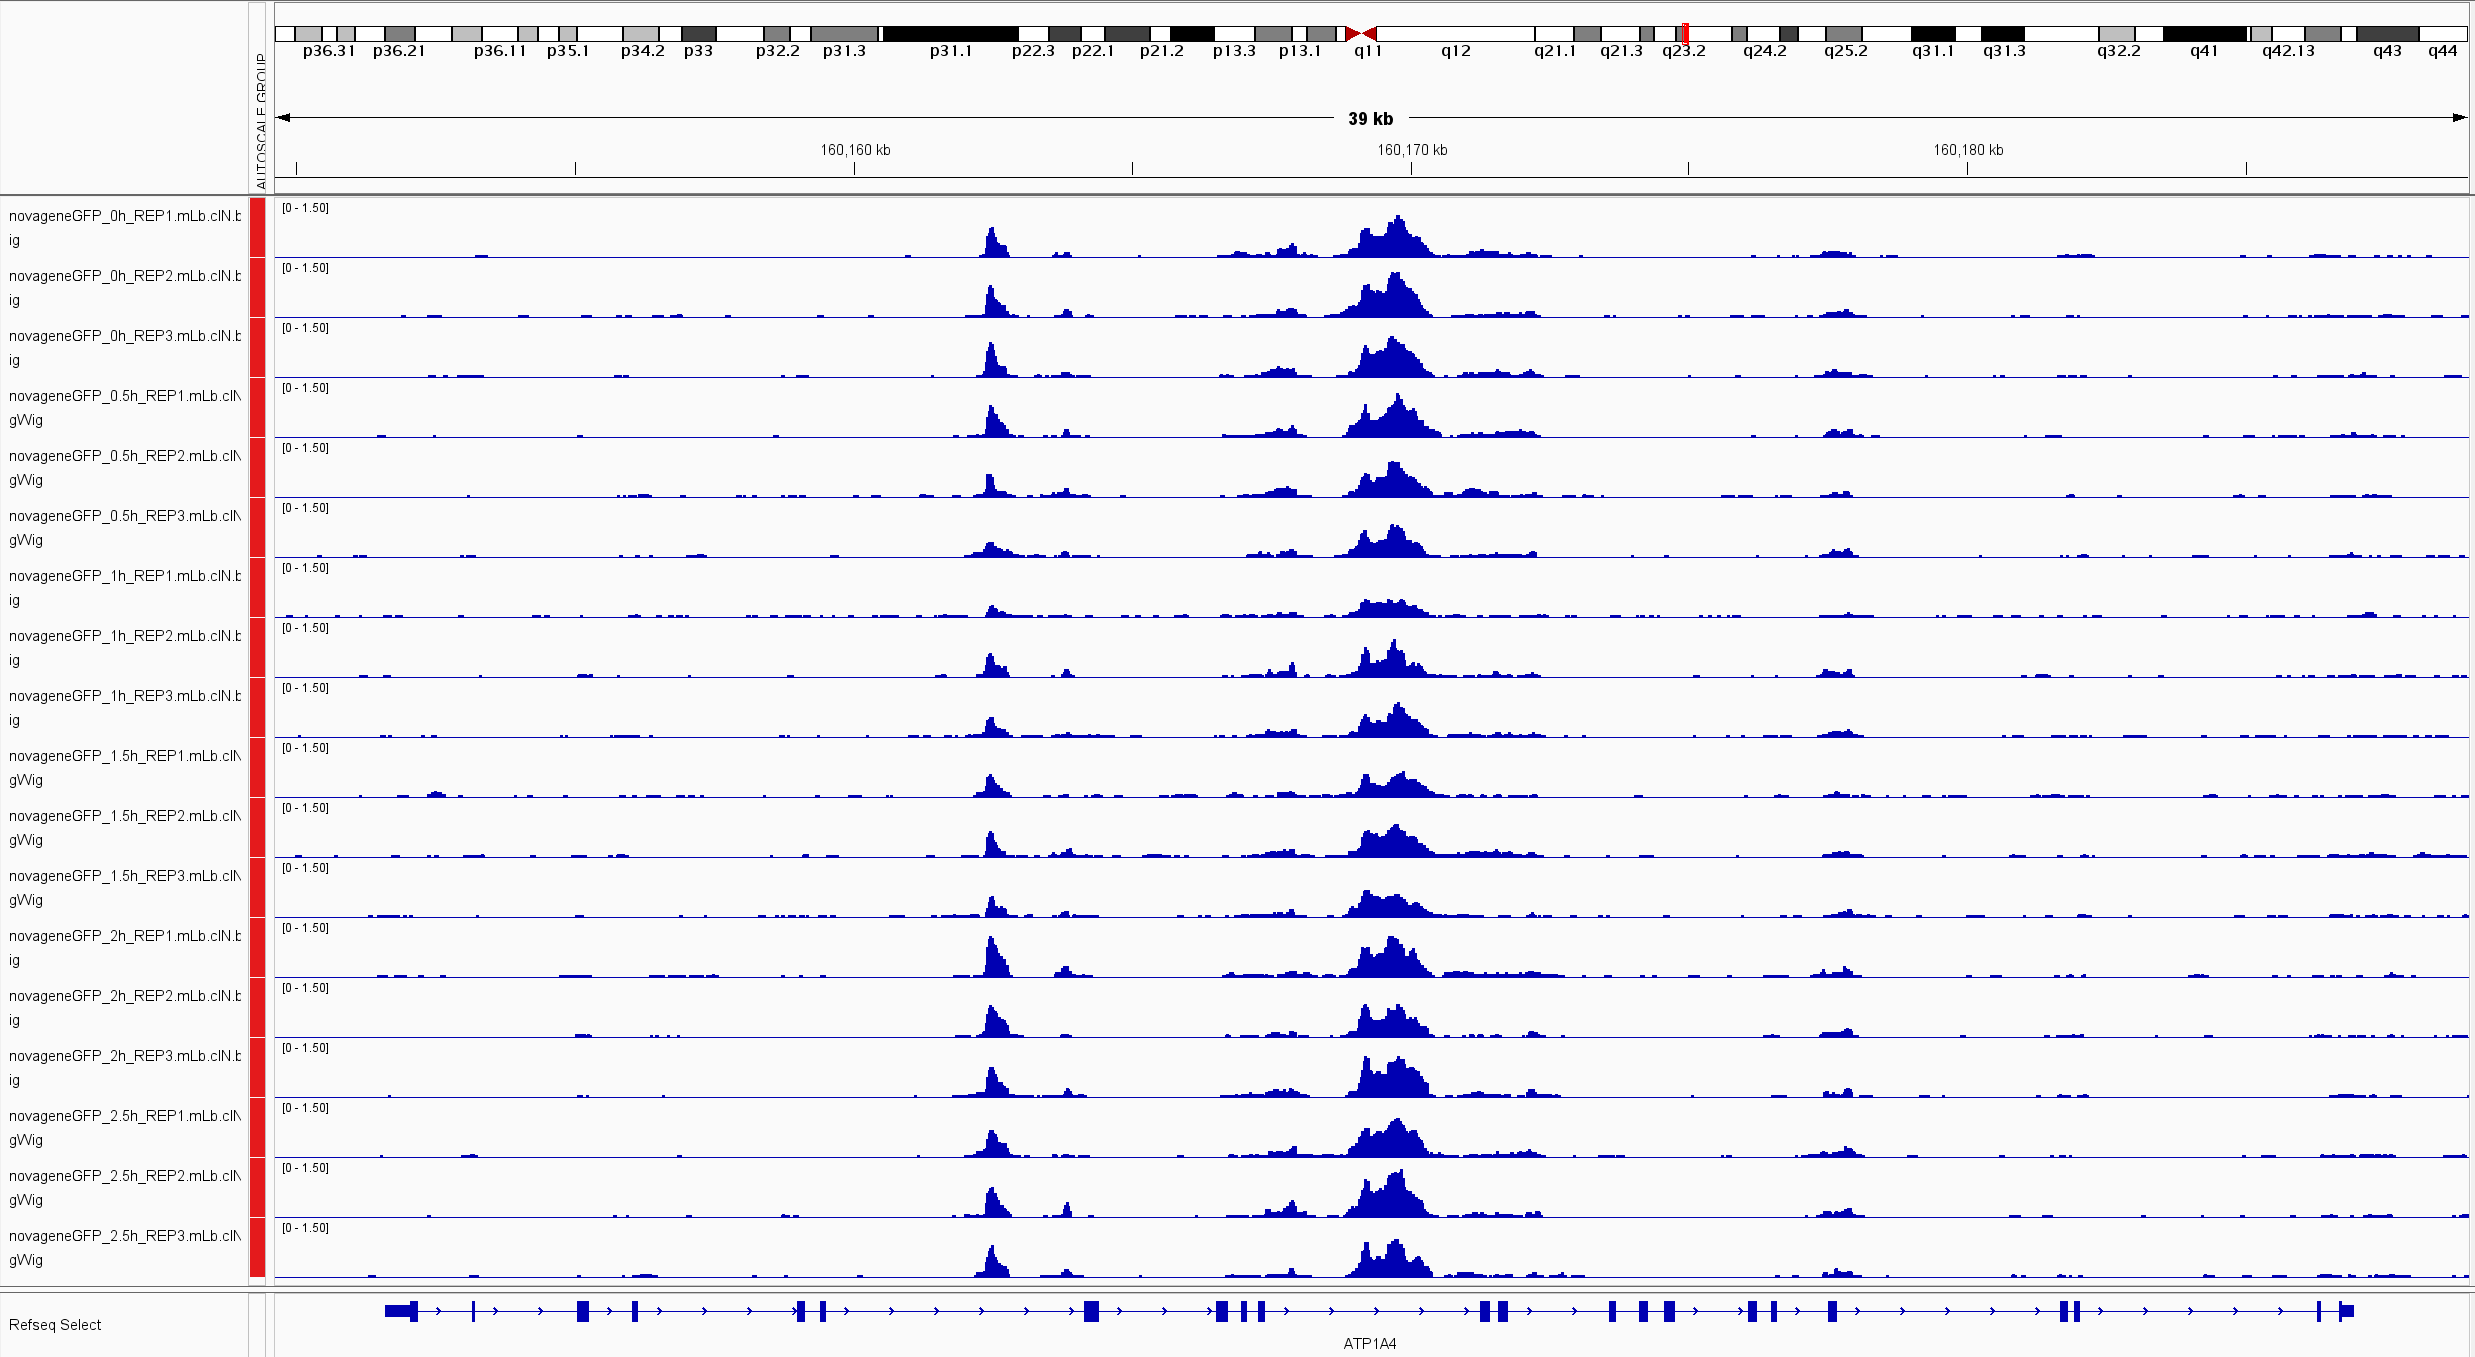 AUTOSCALE GROUP
p36.31 p36.21 p36.11 p35.1 p34.2 p33 p32.2 p31.3 p31.1 p22.3 p22.1 p21.2 p13.3 p13.1 q11 q12 q21.1 q21.3 q23.2 q24.2 q25.2 q31.1 q31.3 q32.2 q41 q42.13 q43 q44
39 kb
160,160 kb 160,170 kb 160,180 kb
novageneGFP_0h_REP1.mLb.clN.b
ig
[0 - 1.50]
novageneGFP_0h_REP2.mLb.clN.b
ig
[0 - 1.50]
novageneGFP_0h_REP3.mLb.clN.b
ig
[0 - 1.50]
novageneGFP_0.5h_REP1.mLb.clN
gWig
[0 - 1.50]
novageneGFP_0.5h_REP2.mLb.clN
gWig
[0 - 1.50]
novageneGFP_0.5h_REP3.mLb.clN
gWig
[0 - 1.50]
novageneGFP_1h_REP1.mLb.clN.b
ig
[0 - 1.50]
novageneGFP_1h_REP2.mLb.clN.b
ig
[0 - 1.50]
novageneGFP_1h_REP3.mLb.clN.b
ig
[0 - 1.50]
novageneGFP_1.5h_REP1.mLb.clN
gWig
[0 - 1.50]
novageneGFP_1.5h_REP2.mLb.clN
gWig
[0 - 1.50]
novageneGFP_1.5h_REP3.mLb.clN
gWig
[0 - 1.50]
novageneGFP_2h_REP1.mLb.clN.b
ig
[0 - 1.50]
novageneGFP_2h_REP2.mLb.clN.b
ig
[0 - 1.50]
novageneGFP_2h_REP3.mLb.clN.b
ig
[0 - 1.50]
novageneGFP_2.5h_REP1.mLb.clN
gWig
[0 - 1.50]
novageneGFP_2.5h_REP2.mLb.clN
gWig
[0 - 1.50]
novageneGFP_2.5h_REP3.mLb.clN
gWig
[0 - 1.50]
Refseq Select
ATP1A4